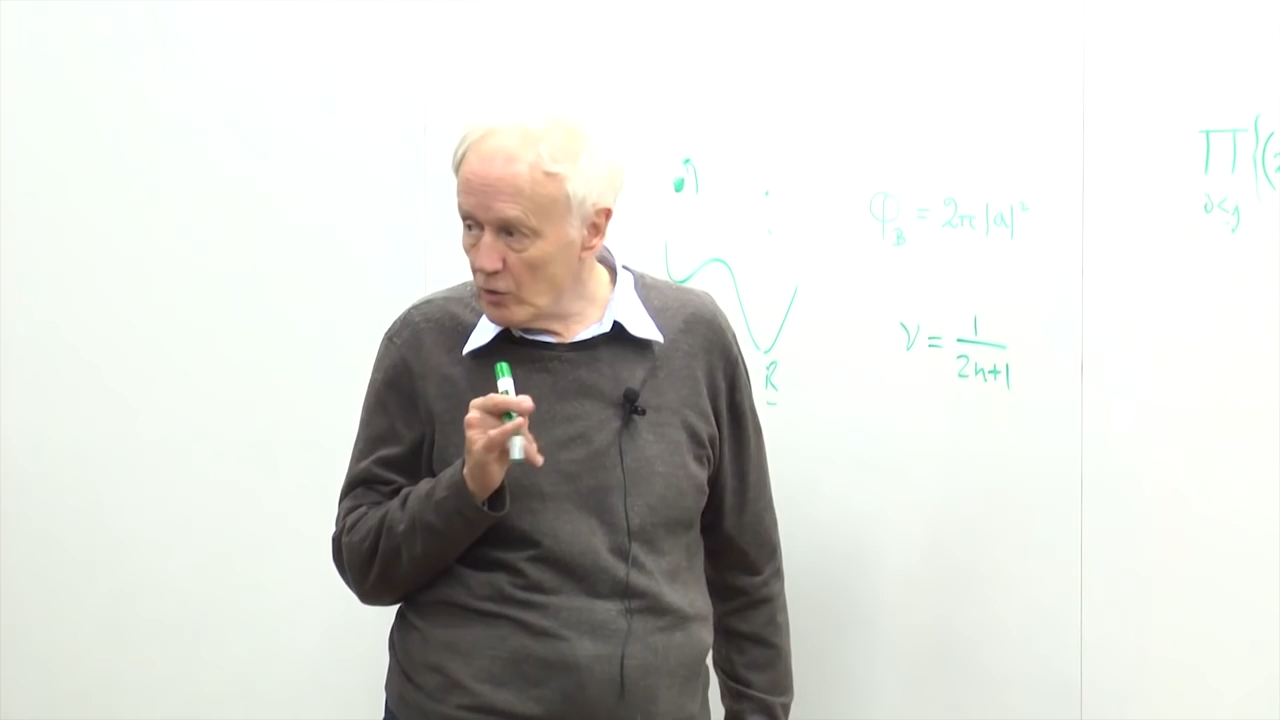 φ_B = 2π|a|²
ν = 1/(2n+1)
R
∏ {(